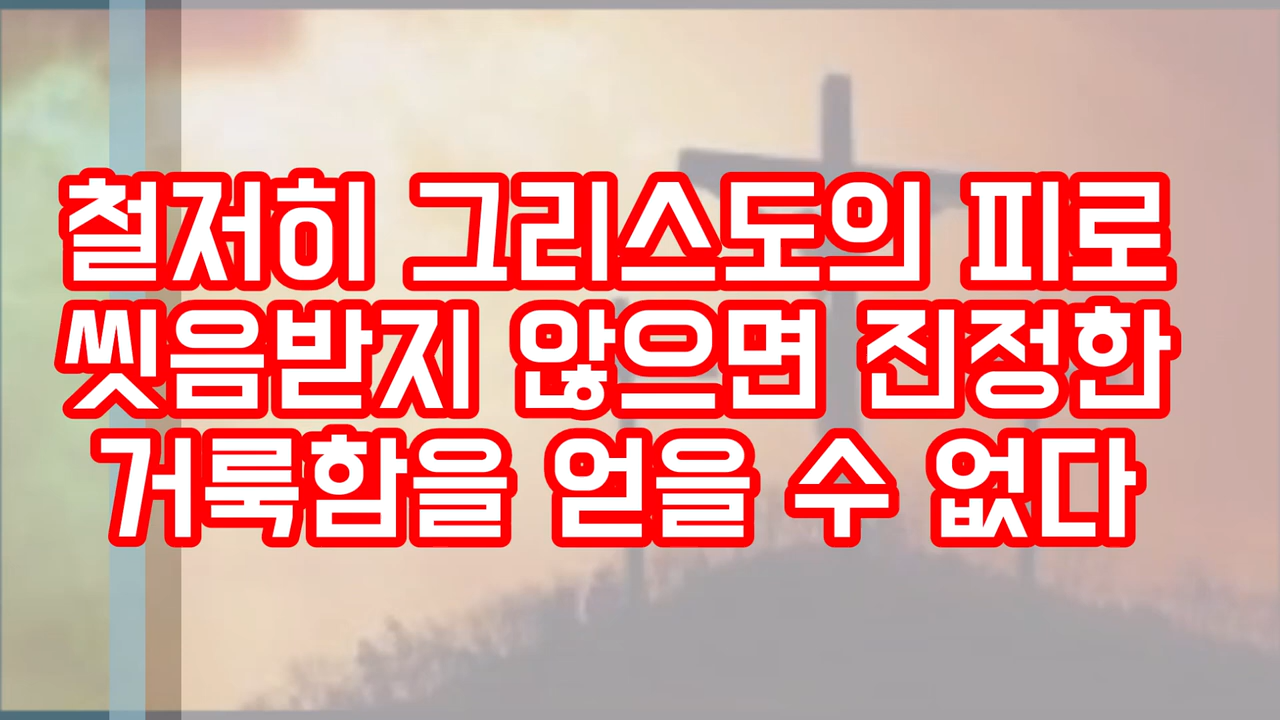 철저히 그리스도의 피로
씻음받지 않으면 진정한
거룩함을 얻을 수 없다